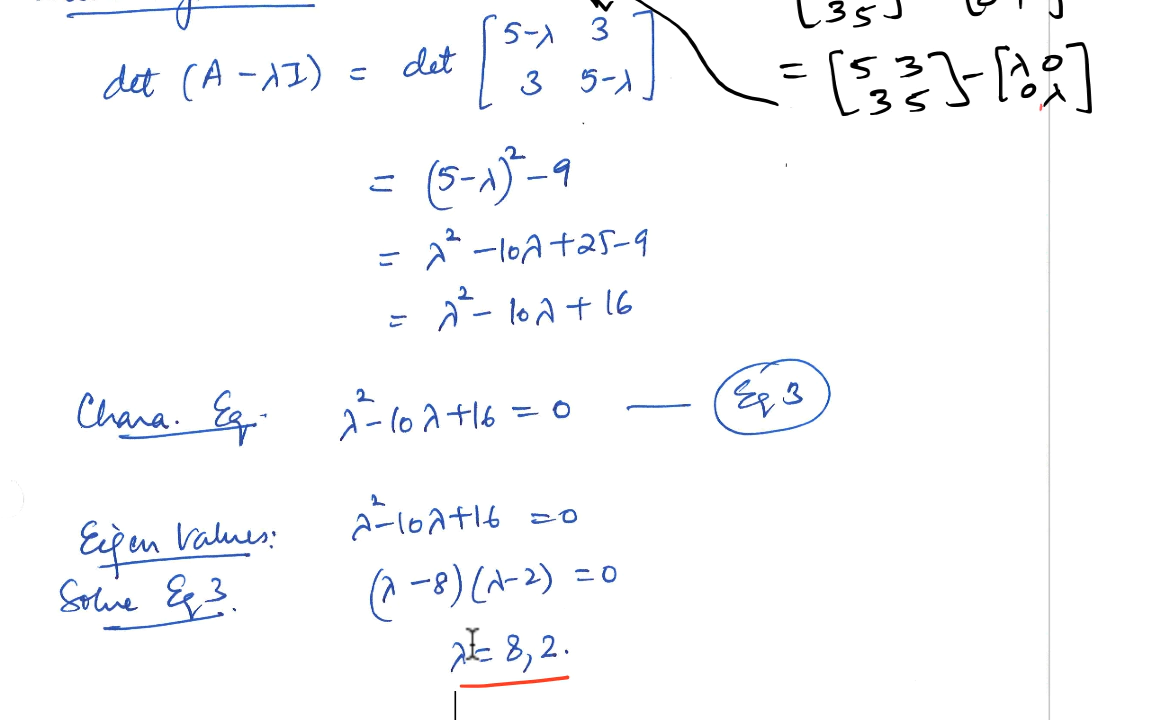 [3 5]
det (A - λI) = det [5-λ 3
3 5-λ]
= [5 3
3 5] - [λ 0
0 λ]
= (5-λ)² - 9
= λ² - 10λ + 25 - 9
= λ² - 10λ + 16
Chara. Eq. λ² - 10λ + 16 = 0 — Eq 3
Eigen Values: λ² - 10λ + 16 = 0
Solve Eq 3. (λ - 8)(λ - 2) = 0
λ = 8, 2.